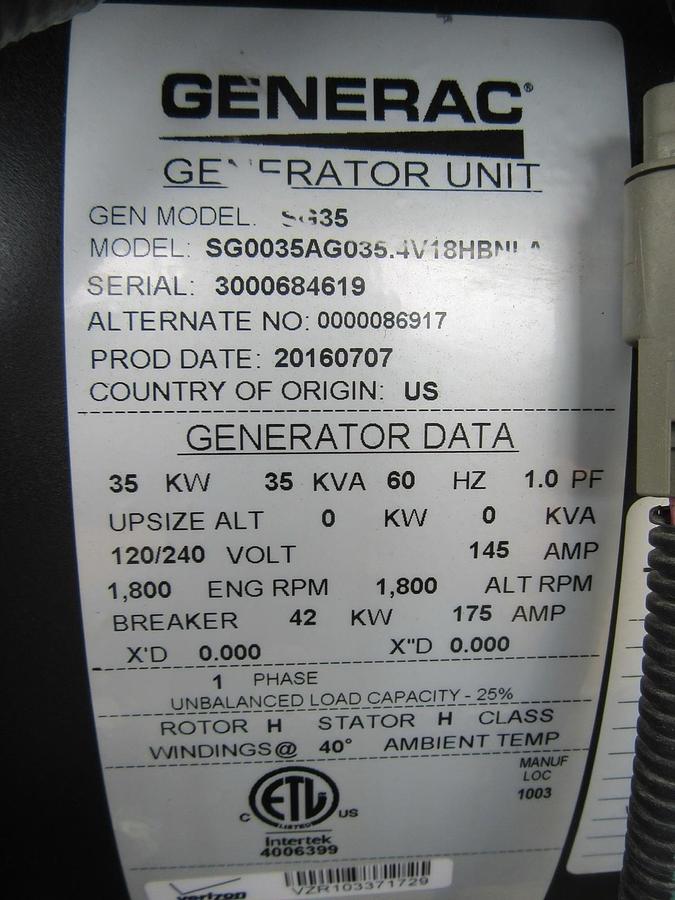 GENERAC®
GENERATOR UNIT
GEN MODEL: SG35
MODEL: SG0035AG035.4V18HBNLA
SERIAL: 3000684619
ALTERNATE NO: 0000086917
PROD DATE: 20160707
COUNTRY OF ORIGIN: US
GENERATOR DATA
35 KW 35 KVA 60 HZ 1.0 PF
UPSIZE ALT 0 KW 0 KVA
120/240 VOLT 145 AMP
1,800 ENG RPM 1,800 ALT RPM
BREAKER 42 KW 175 AMP
X'D 0.000 X"D 0.000
1 PHASE
UNBALANCED LOAD CAPACITY - 25%
ROTOR H STATOR H CLASS
WINDINGS@ 40° AMBIENT TEMP
MANUF
LOC
1003
C ETL US
LISTED
Intertek
4006399
verizon
VZR103371729